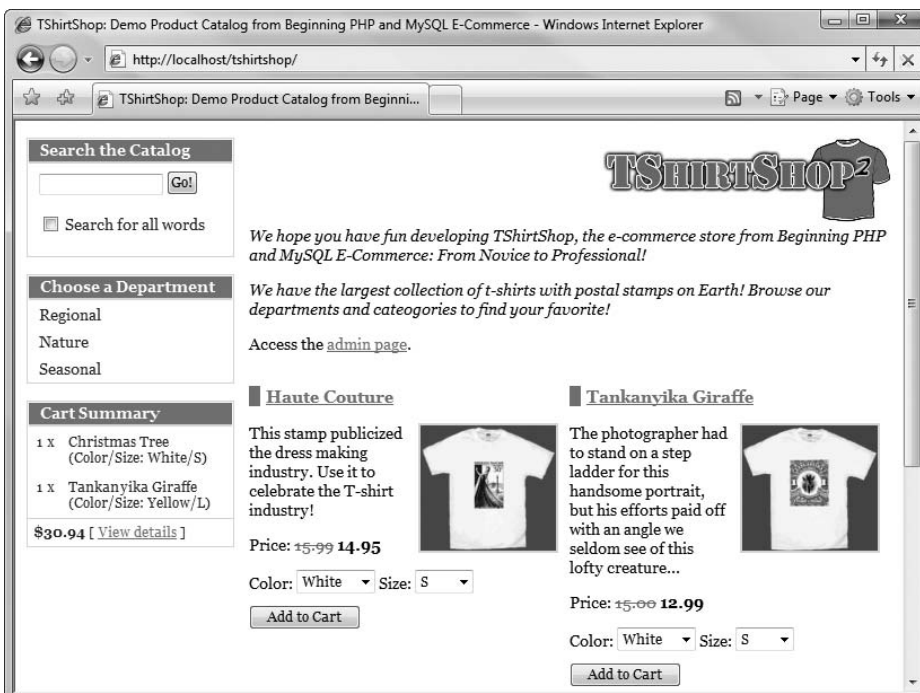 TShirtShop: Demo Product Catalog from Beginning PHP and MySQL E-Commerce - Windows Internet Explorer
http://localhost/tshirtshop/
TShirtShop: Demo Product Catalog from Beginni...
Page
Tools
Search the Catalog
Go!
Search for all words
Choose a Department
Regional
Nature
Seasonal
Cart Summary
1 x Christmas Tree
(Color/Size: White/S)
1 x Tankanyika Giraffe
(Color/Size: Yellow/L)
$30.94 [ View details ]
TShirtShop²
We hope you have fun developing TShirtShop, the e-commerce store from Beginning PHP
and MySQL E-Commerce: From Novice to Professional!
We have the largest collection of t-shirts with postal stamps on Earth! Browse our
departments and cateogories to find your favorite!
Access the admin page.
Haute Couture
This stamp publicized
the dress making
industry. Use it to
celebrate the T-shirt
industry!
Price: 15.99 14.95
Color: White Size: S
Add to Cart
Tankanyika Giraffe
The photographer had
to stand on a step
ladder for this
handsome portrait,
but his efforts paid off
with an angle we
seldom see of this
lofty creature...
Price: 15.00 12.99
Color: White Size: S
Add to Cart